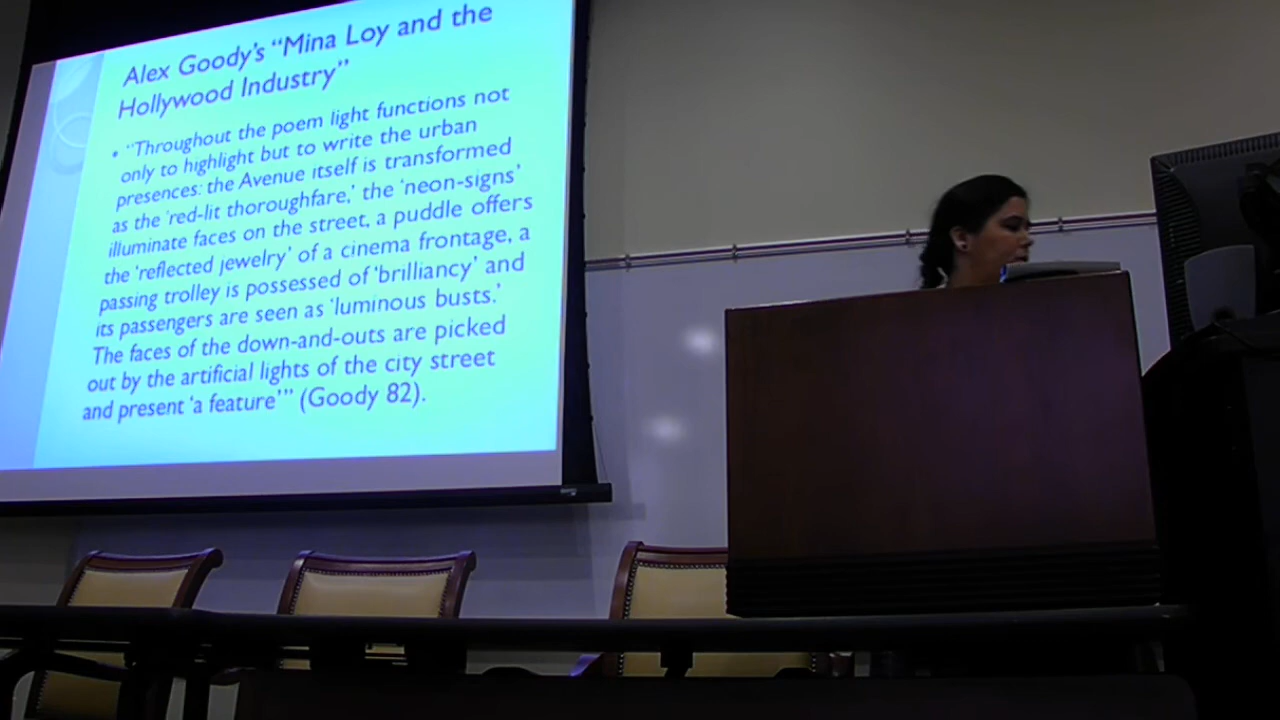 Alex Goody's "Mina Loy and the
Hollywood Industry"
• "Throughout the poem light functions not
only to highlight but to write the urban
presences: the Avenue itself is transformed
as the 'red-lit thoroughfare,' the 'neon-signs'
illuminate faces on the street, a puddle offers
the 'reflected jewelry' of a cinema frontage, a
passing trolley is possessed of 'brilliancy' and
its passengers are seen as 'luminous busts.'
The faces of the down-and-outs are picked
out by the artificial lights of the city street
and present 'a feature'" (Goody 82).